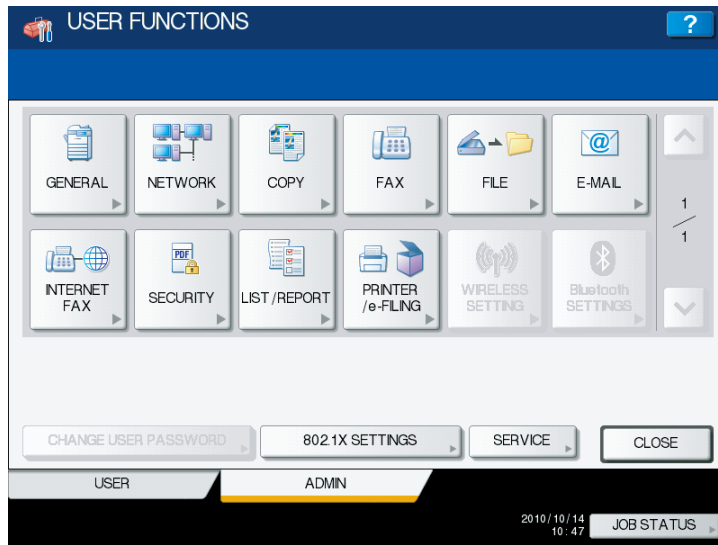 USER FUNCTIONS
?
GENERAL
NETWORK
COPY
FAX
FILE
E-MAIL
1
1
INTERNET
FAX
PDF
SECURITY
LIST/REPORT
PRINTER
/e-FILING
WIRELESS
SETTING
Bluetooth
SETTINGS
CHANGE USER PASSWORD
802.1X SETTINGS
SERVICE
CLOSE
USER
ADMIN
2010/10/14
10:47
JOB STATUS